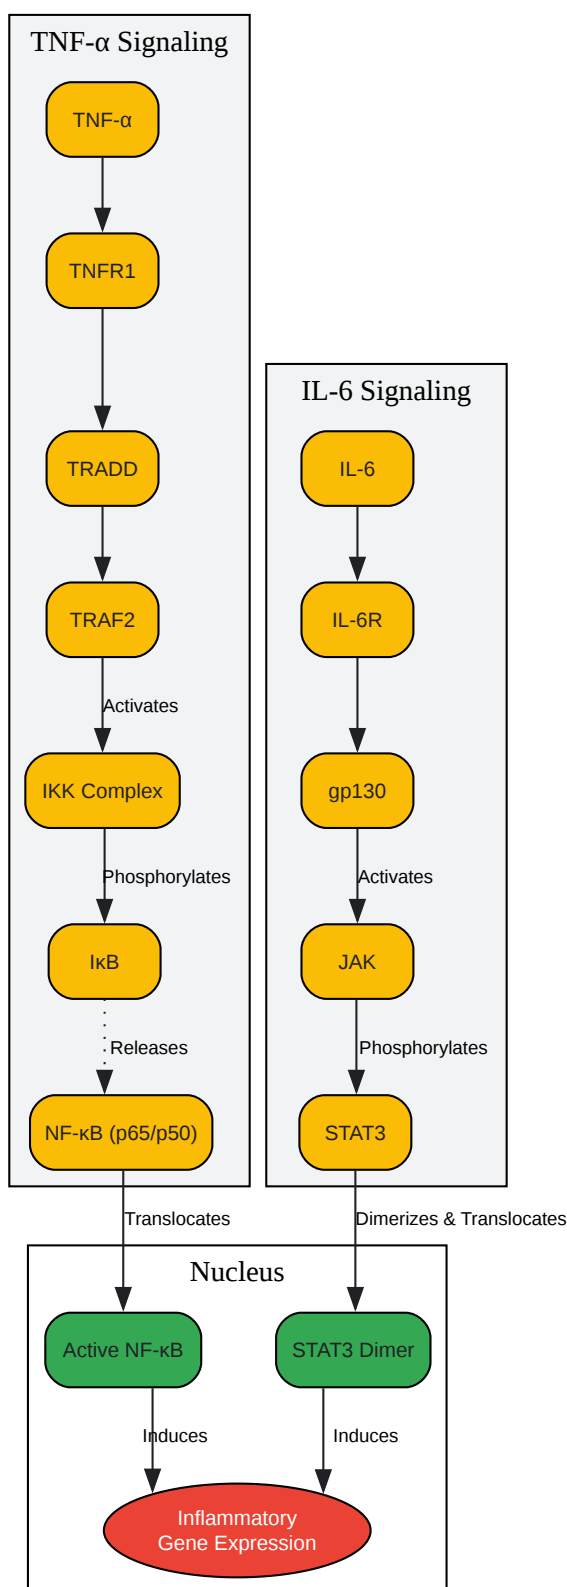 TNF-α Signaling
TNF-α
TNFR1
TRADD
TRAF2
Activates
IKK Complex
Phosphorylates
IκB
Releases
NF-κB (p65/p50)
Translocates
IL-6 Signaling
IL-6
IL-6R
gp130
Activates
JAK
Phosphorylates
STAT3
Dimerizes & Translocates
Nucleus
Active NF-κB
STAT3 Dimer
Induces
Induces
Inflammatory
Gene Expression